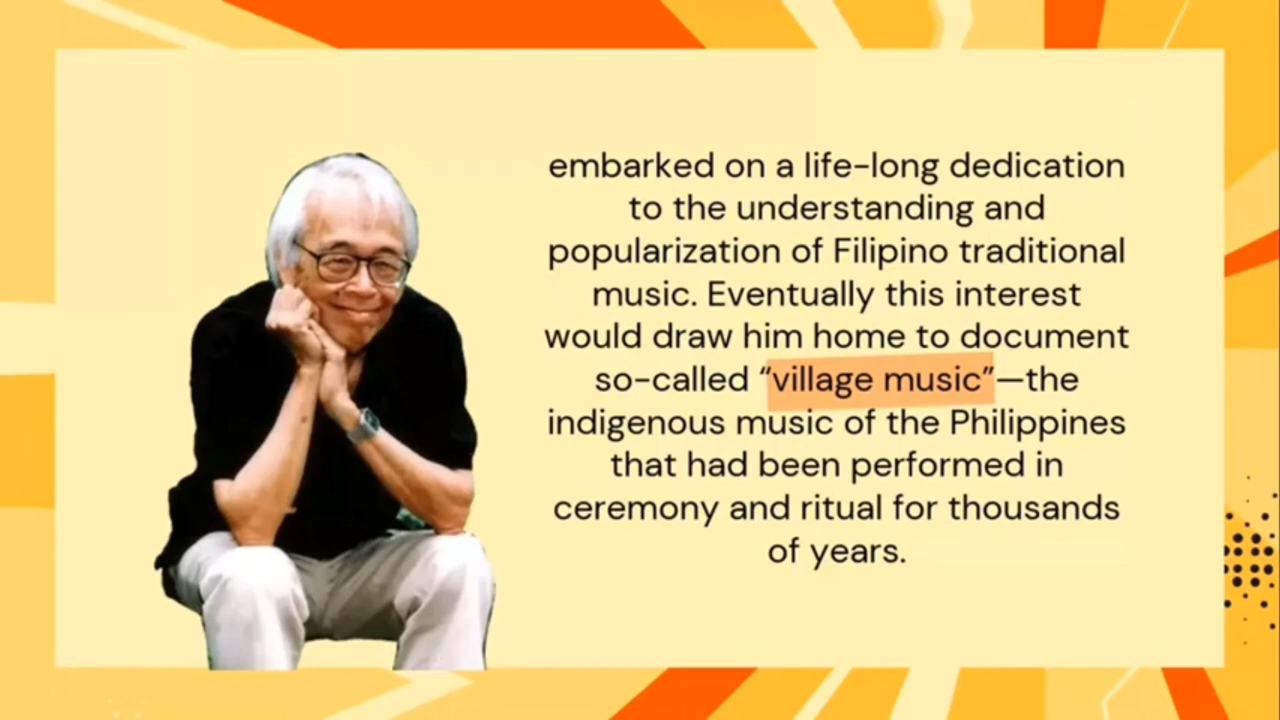 embarked on a life-long dedication
to the understanding and
popularization of Filipino traditional
music. Eventually this interest
would draw him home to document
so-called “village music”—the
indigenous music of the Philippines
that had been performed in
ceremony and ritual for thousands
of years.